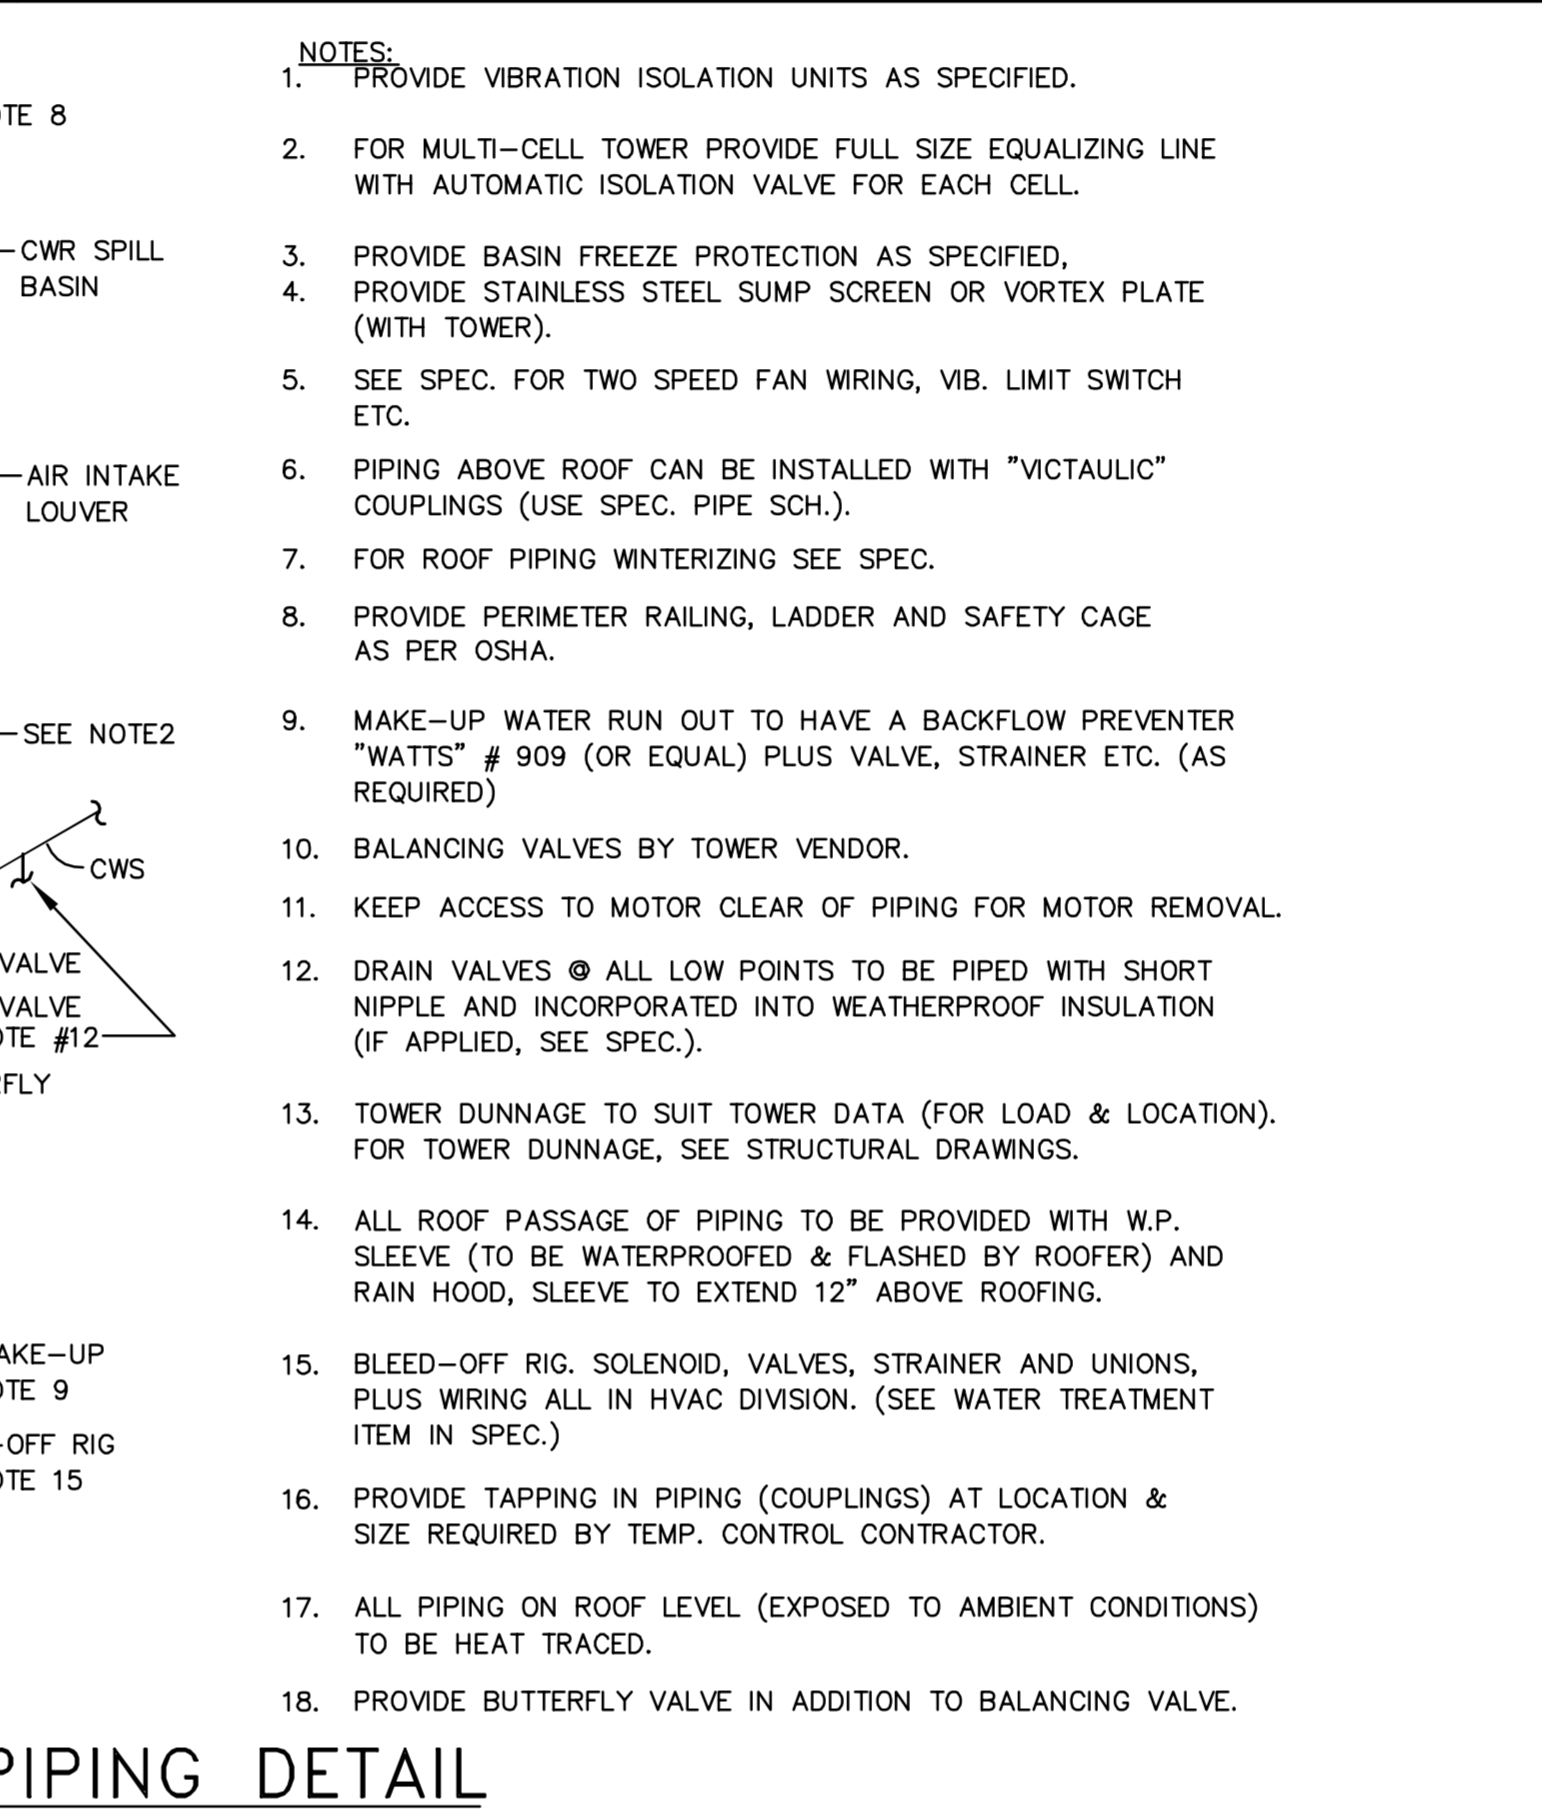 NOTES:
1. PROVIDE VIBRATION ISOLATION UNITS AS SPECIFIED.
2. FOR MULTI-CELL TOWER PROVIDE FULL SIZE EQUALIZING LINE
WITH AUTOMATIC ISOLATION VALVE FOR EACH CELL.
3. PROVIDE BASIN FREEZE PROTECTION AS SPECIFIED,
4. PROVIDE STAINLESS STEEL SUMP SCREEN OR VORTEX PLATE
(WITH TOWER).
5. SEE SPEC. FOR TWO SPEED FAN WIRING, VIB. LIMIT SWITCH
ETC.
6. PIPING ABOVE ROOF CAN BE INSTALLED WITH "VICTAULIC"
COUPLINGS (USE SPEC. PIPE SCH.).
7. FOR ROOF PIPING WINTERIZING SEE SPEC.
8. PROVIDE PERIMETER RAILING, LADDER AND SAFETY CAGE
AS PER OSHA.
9. MAKE-UP WATER RUN OUT TO HAVE A BACKFLOW PREVENTER
"WATTS" # 909 (OR EQUAL) PLUS VALVE, STRAINER ETC. (AS
REQUIRED)
10. BALANCING VALVES BY TOWER VENDOR.
11. KEEP ACCESS TO MOTOR CLEAR OF PIPING FOR MOTOR REMOVAL.
12. DRAIN VALVES @ ALL LOW POINTS TO BE PIPED WITH SHORT
NIPPLE AND INCORPORATED INTO WEATHERPROOF INSULATION
(IF APPLIED, SEE SPEC.).
13. TOWER DUNNAGE TO SUIT TOWER DATA (FOR LOAD & LOCATION).
FOR TOWER DUNNAGE, SEE STRUCTURAL DRAWINGS.
14. ALL ROOF PASSAGE OF PIPING TO BE PROVIDED WITH W.P.
SLEEVE (TO BE WATERPROOFED & FLASHED BY ROOFER) AND
RAIN HOOD, SLEEVE TO EXTEND 12" ABOVE ROOFING.
15. BLEED-OFF RIG. SOLENOID, VALVES, STRAINER AND UNIONS,
PLUS WIRING ALL IN HVAC DIVISION. (SEE WATER TREATMENT
ITEM IN SPEC.)
16. PROVIDE TAPPING IN PIPING (COUPLINGS) AT LOCATION &
SIZE REQUIRED BY TEMP. CONTROL CONTRACTOR.
17. ALL PIPING ON ROOF LEVEL (EXPOSED TO AMBIENT CONDITIONS)
TO BE HEAT TRACED.
18. PROVIDE BUTTERFLY VALVE IN ADDITION TO BALANCING VALVE.
8
CWR SPILL
BASIN
AIR INTAKE
LOUVER
SEE NOTE2
CWS
VALVE
VALVE
#12
9
-OFF RIG
15
PIPING DETAIL